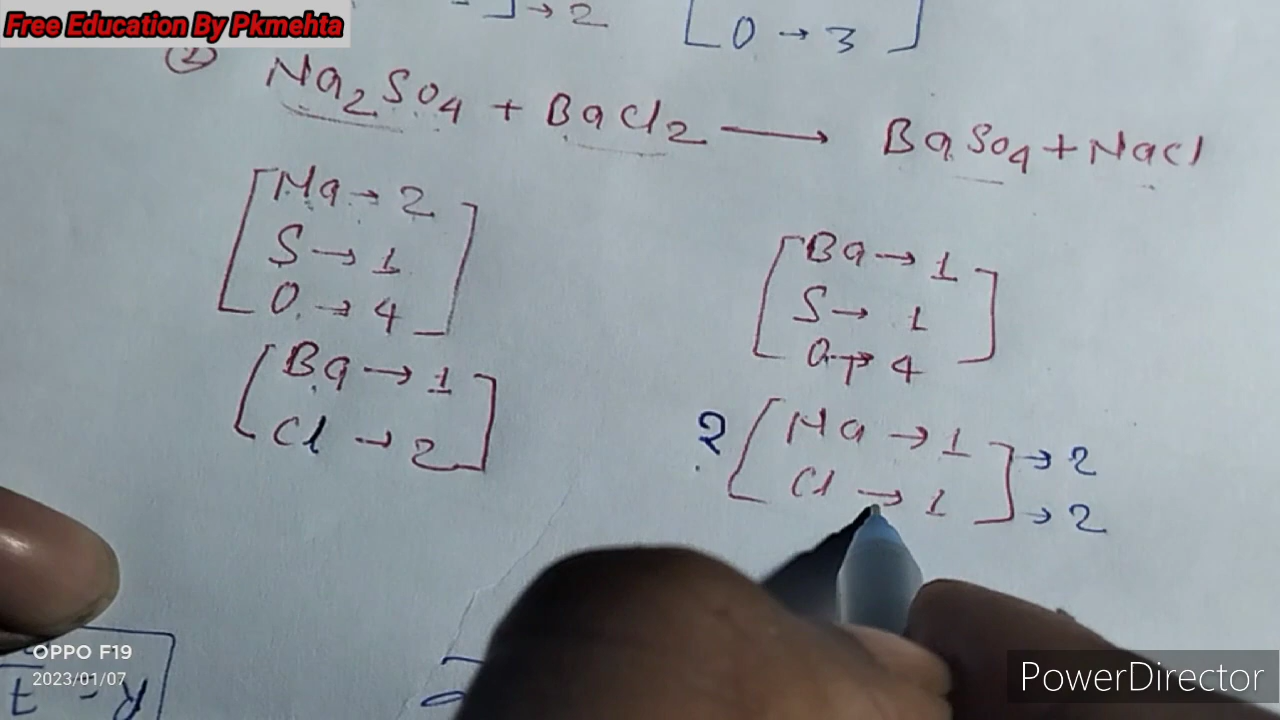 Free Education By Pkmehta
→ 2
O → 3
② Na₂SO₄ + BaCl₂ → BaSO₄ + NaCl
Na → 2
S → 1
O → 4
Ba → 1
Cl → 2
Ba → 1
S → 1
O → 4
2 Na → 1 → 2
Cl → 1 → 2
OPPO F19
2023/01/07
PowerDirector